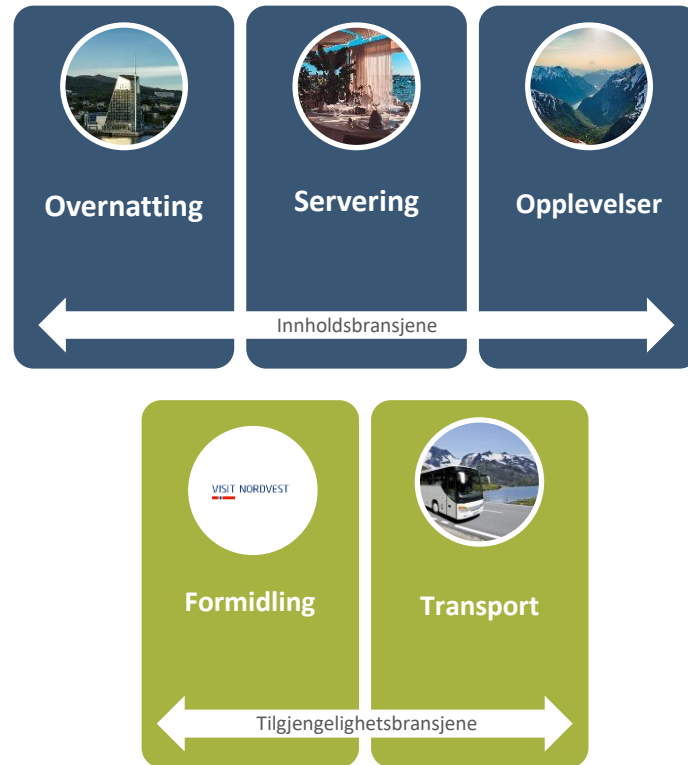 Overnatting
Servering
Opplevelser
Innholdsbransjene
VISIT NORDVEST
Formidling
Transport
Tilgjengelighetsbransjene